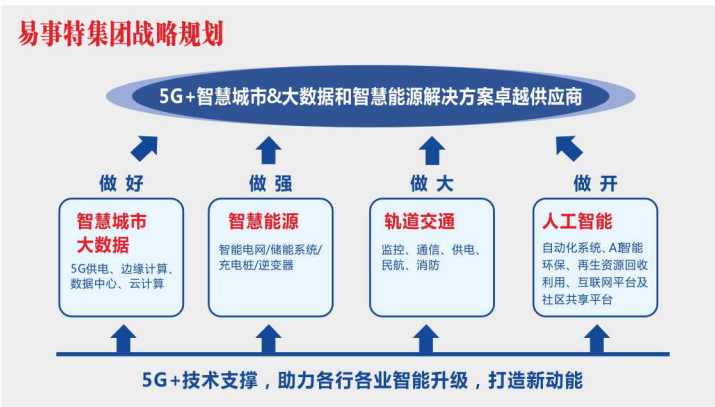 易事特集团战略规划
5G+智慧城市&大数据和智慧能源解决方案卓越供应商
做好
做强
做大
做开
智慧城市
大数据
5G供电、边缘计算、
数据中心、云计算
智慧能源
智能电网/储能系统/
充电桩/逆变器
轨道交通
监控、通信、供电、
民航、消防
人工智能
自动化系统、AI智能
环保、再生资源回收
利用、互联网平台及
社区共享平台
5G+技术支撑，助力各行各业智能升级，打造新动能